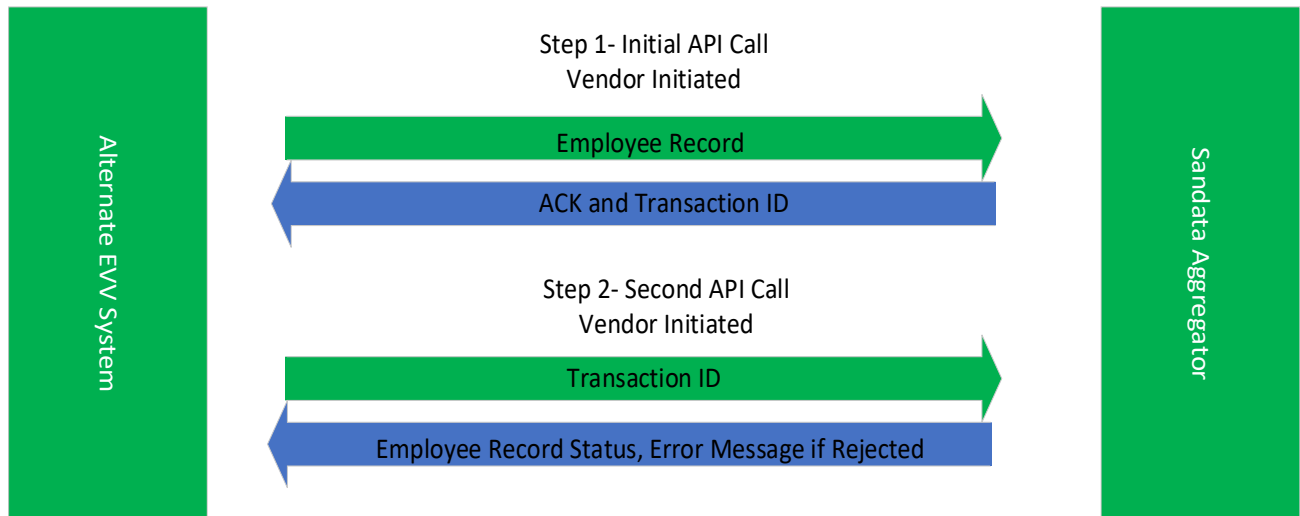 Alternate EVV System
Step 1- Initial API Call
Vendor Initiated
Employee Record
ACK and Transaction ID
Step 2- Second API Call
Vendor Initiated
Transaction ID
Employee Record Status, Error Message if Rejected
Sandata Aggregator